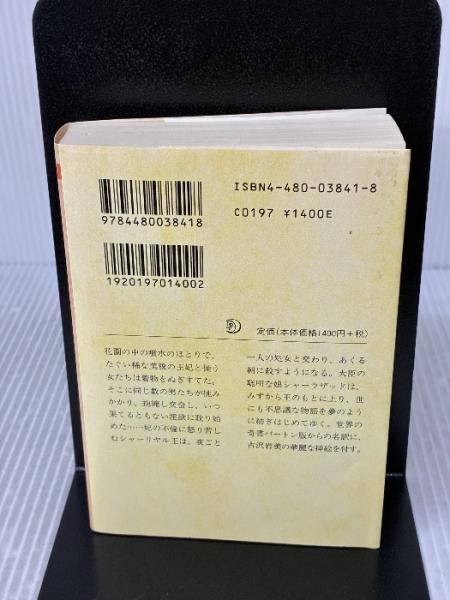 ISBN4-480-03841-8
9784480038418
C0197 ¥1400E
1920197014002
定価(本体価格1400円+税)
花園の中の噴水のほとりで、
たぐい稀な美貌の王妃と侍
女たちは着物をぬぎすてた。
そこに同じ数の男たちが挑み
かかり、抱擁し交会し、いつ
果てるともない淫欲に耽り始
めた……妃の不倫に怒り苦し
むシャーリヤル王は、夜ごと
一人の処女と交わり、あくる
朝に殺すようになる。大臣の
聡明な娘シャーラザッドは、
みずから王のもとに上り、世
にも不思議な物語を夢のよう
に紡ぎはじめてゆく。世界の
奇書バートン版からの名訳に、
古沢岩美の華麗な挿絵を付す。